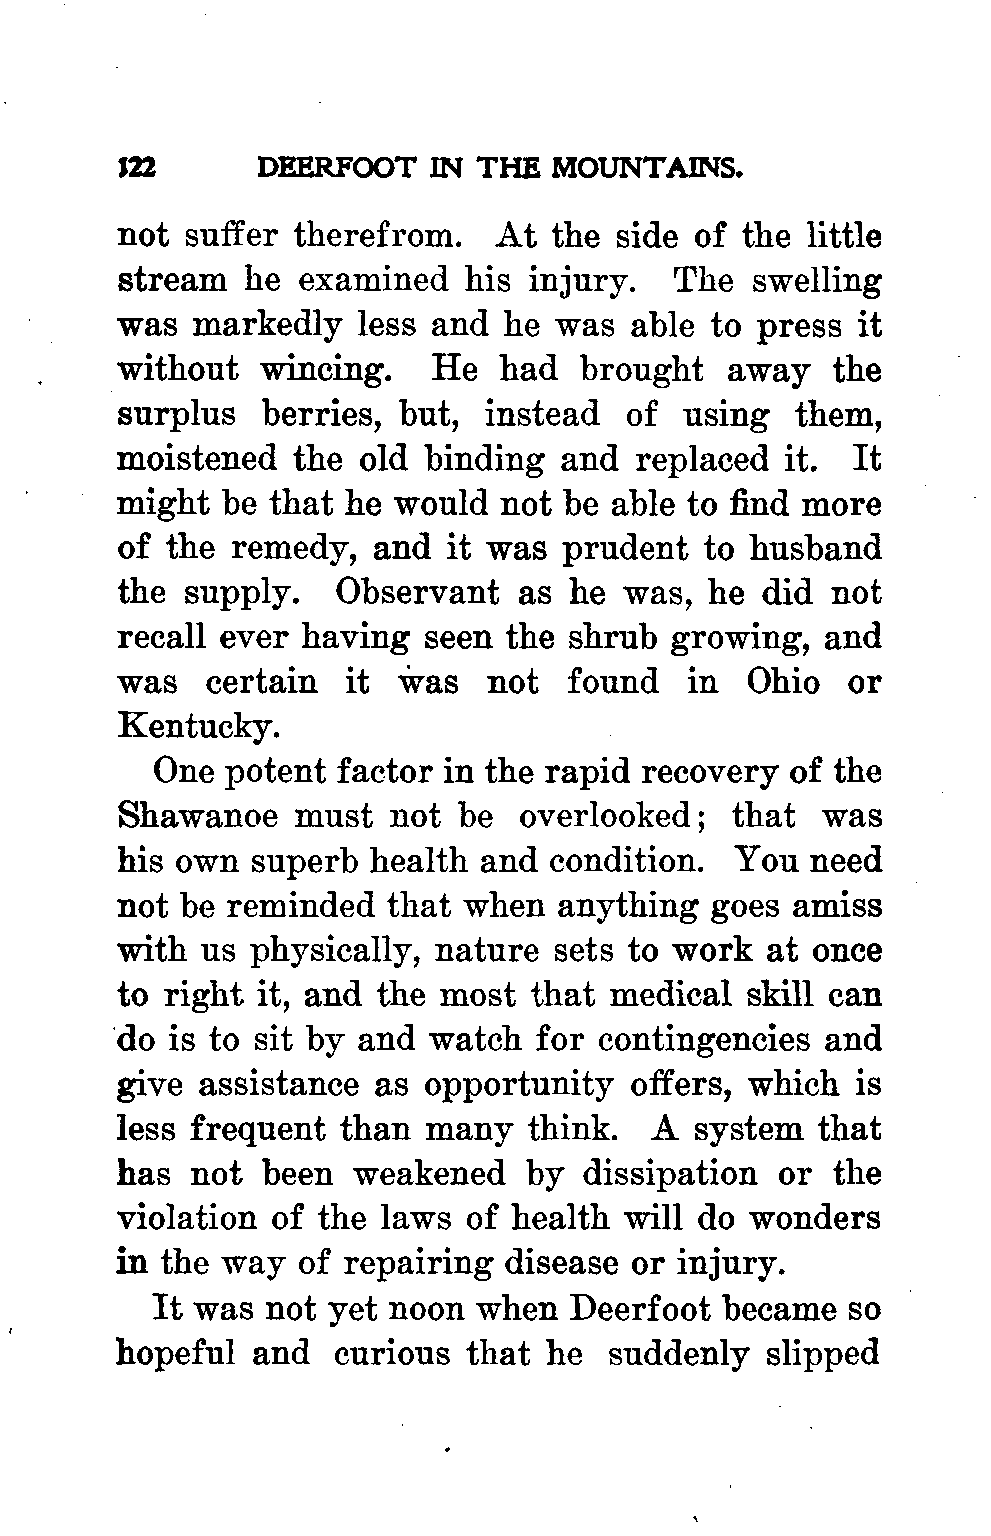 122 DEERFOOT IN THE MOUNTAINS.
not suffer therefrom. At the side of the little
stream he examined his injury. The swelling
was markedly less and he was able to press it
without wincing. He had brought away the
surplus berries, but, instead of using them,
moistened the old binding and replaced it. It
might be that he would not be able to find more
of the remedy, and it was prudent to husband
the supply. Observant as he was, he did not
recall ever having seen the shrub growing, and
was certain it was not found in Ohio or
Kentucky.
One potent factor in the rapid recovery of the
Shawanoe must not be overlooked; that was
his own superb health and condition. You need
not be reminded that when anything goes amiss
with us physically, nature sets to work at once
to right it, and the most that medical skill can
do is to sit by and watch for contingencies and
give assistance as opportunity offers, which is
less frequent than many think. A system that
has not been weakened by dissipation or the
violation of the laws of health will do wonders
in the way of repairing disease or injury.
It was not yet noon when Deerfoot became so
hopeful and curious that he suddenly slipped